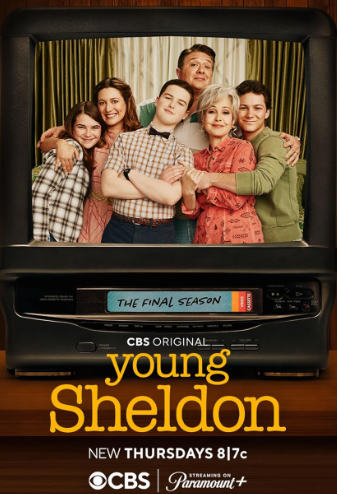 THE FINAL SEASON
CBS ORIGINAL
young
Sheldon
NEW THURSDAYS 8|7c
CBS | STREAMING ON
Paramount+